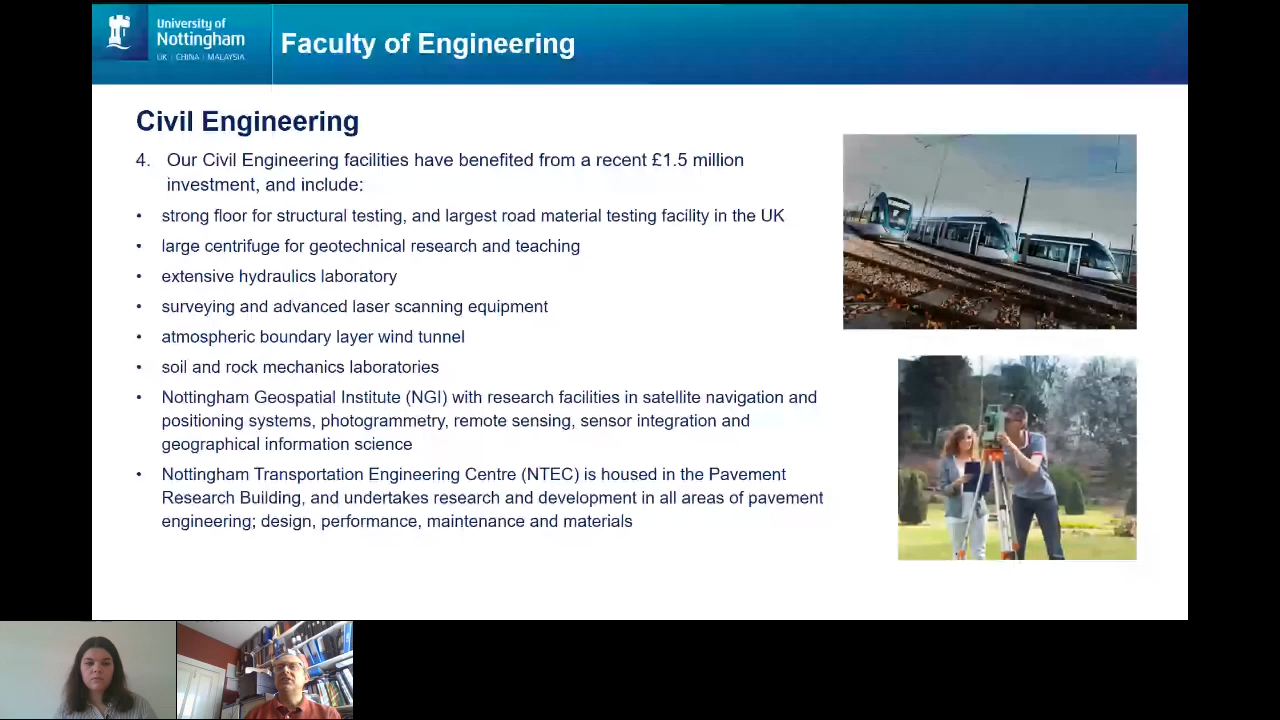 University of
Nottingham
UK | CHINA | MALAYSIA
Faculty of Engineering
Civil Engineering
4. Our Civil Engineering facilities have benefited from a recent £1.5 million
investment, and include:
• strong floor for structural testing, and largest road material testing facility in the UK
• large centrifuge for geotechnical research and teaching
• extensive hydraulics laboratory
• surveying and advanced laser scanning equipment
• atmospheric boundary layer wind tunnel
• soil and rock mechanics laboratories
• Nottingham Geospatial Institute (NGI) with research facilities in satellite navigation and
positioning systems, photogrammetry, remote sensing, sensor integration and
geographical information science
• Nottingham Transportation Engineering Centre (NTEC) is housed in the Pavement
Research Building, and undertakes research and development in all areas of pavement
engineering; design, performance, maintenance and materials